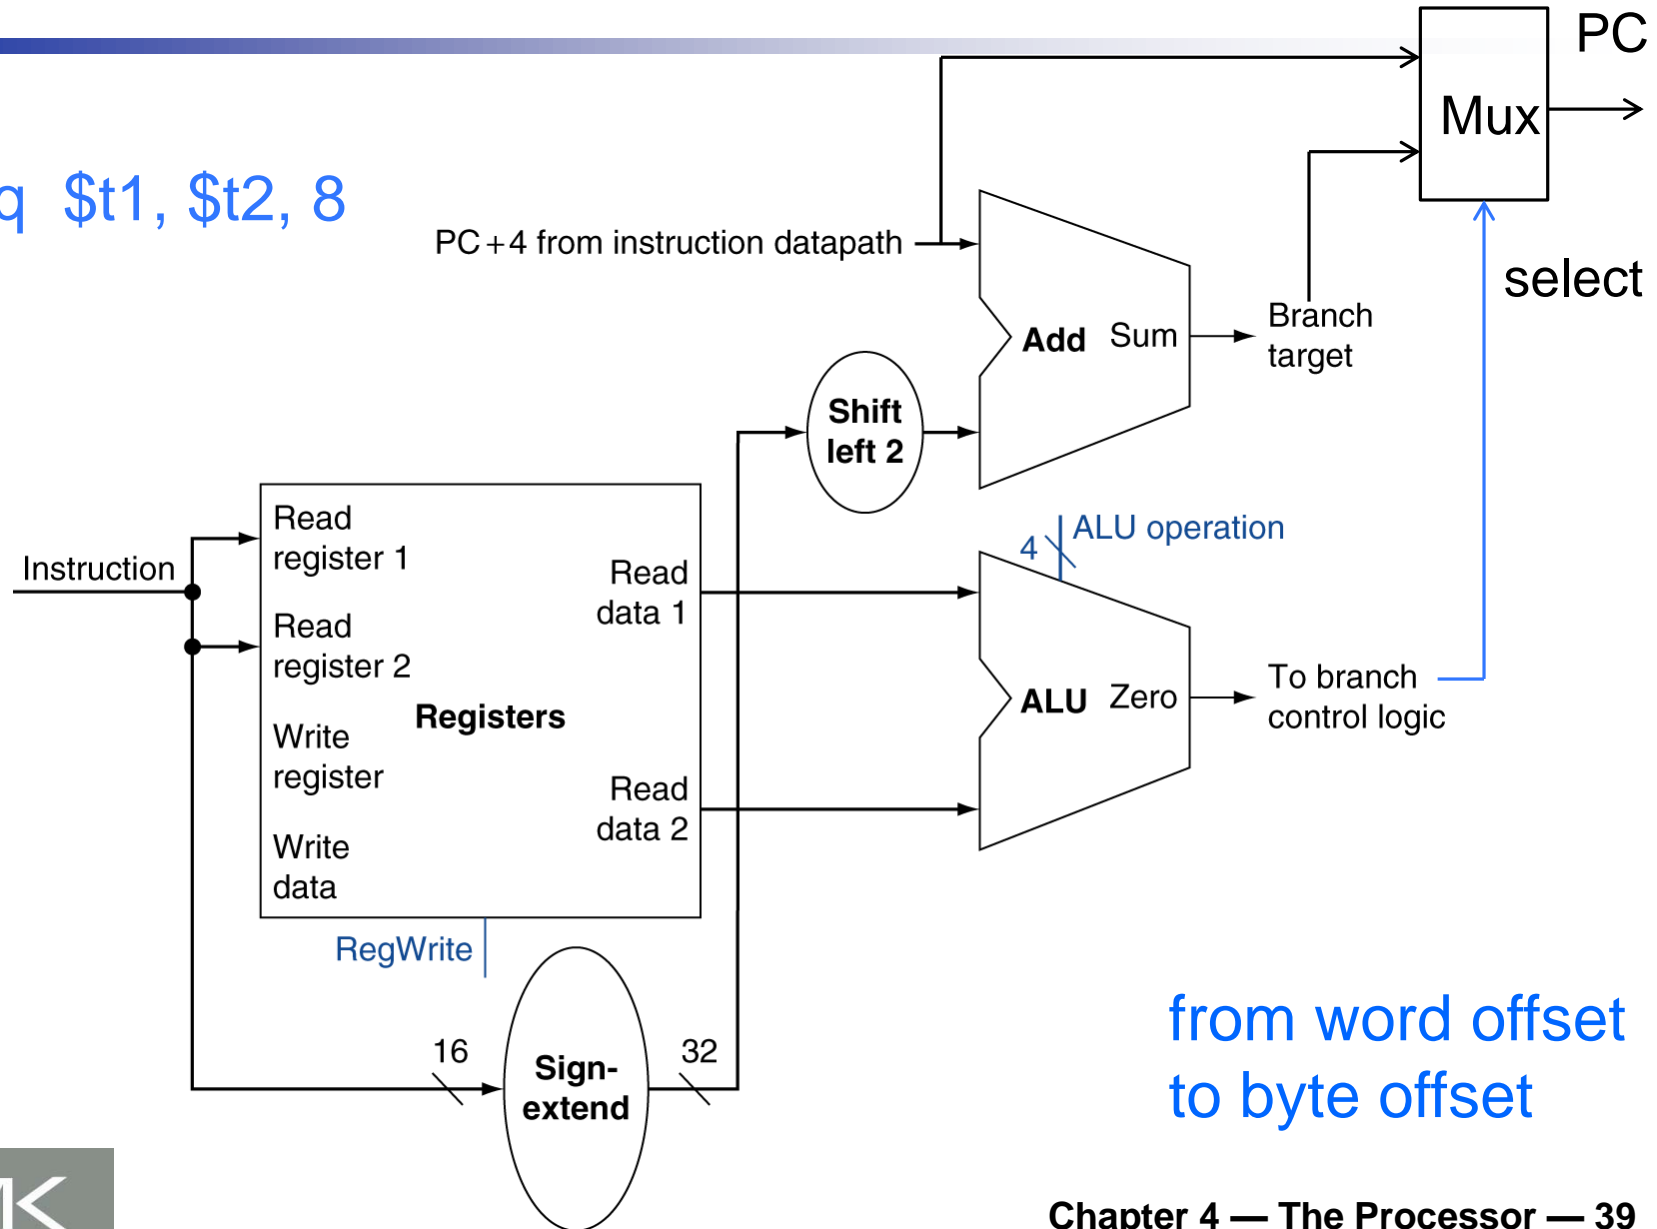 PC
Mux
q $t1, $t2, 8
PC+4 from instruction datapath
select
Branch
target
Add Sum
Shift
left 2
ALU operation
4
Read
register 1
Instruction
Read
data 1
Read
register 2
Registers
ALU Zero
To branch
control logic
Write
register
Read
data 2
Write
data
RegWrite
16
32
Sign-
extend
from word offset
to byte offset
Chapter 4 — The Processor — 39